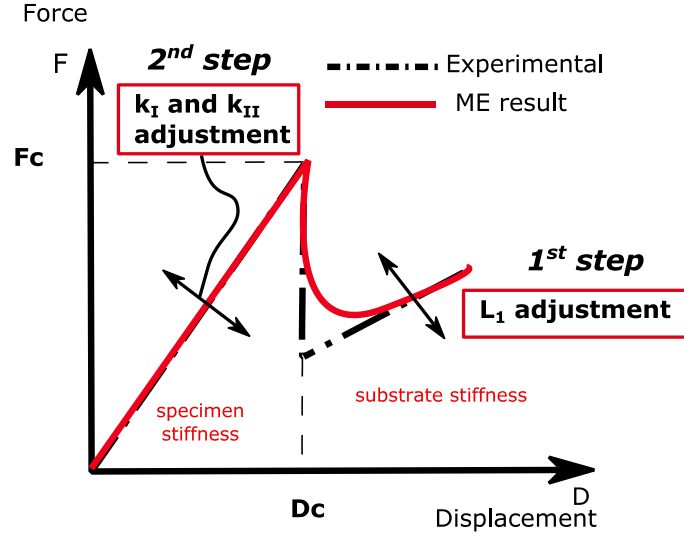 Force
F
2nd step
Experimental
ME result
kI and kII
adjustment
Fc
1st step
L1 adjustment
specimen
stiffness
substrate stiffness
Dc
D
Displacement